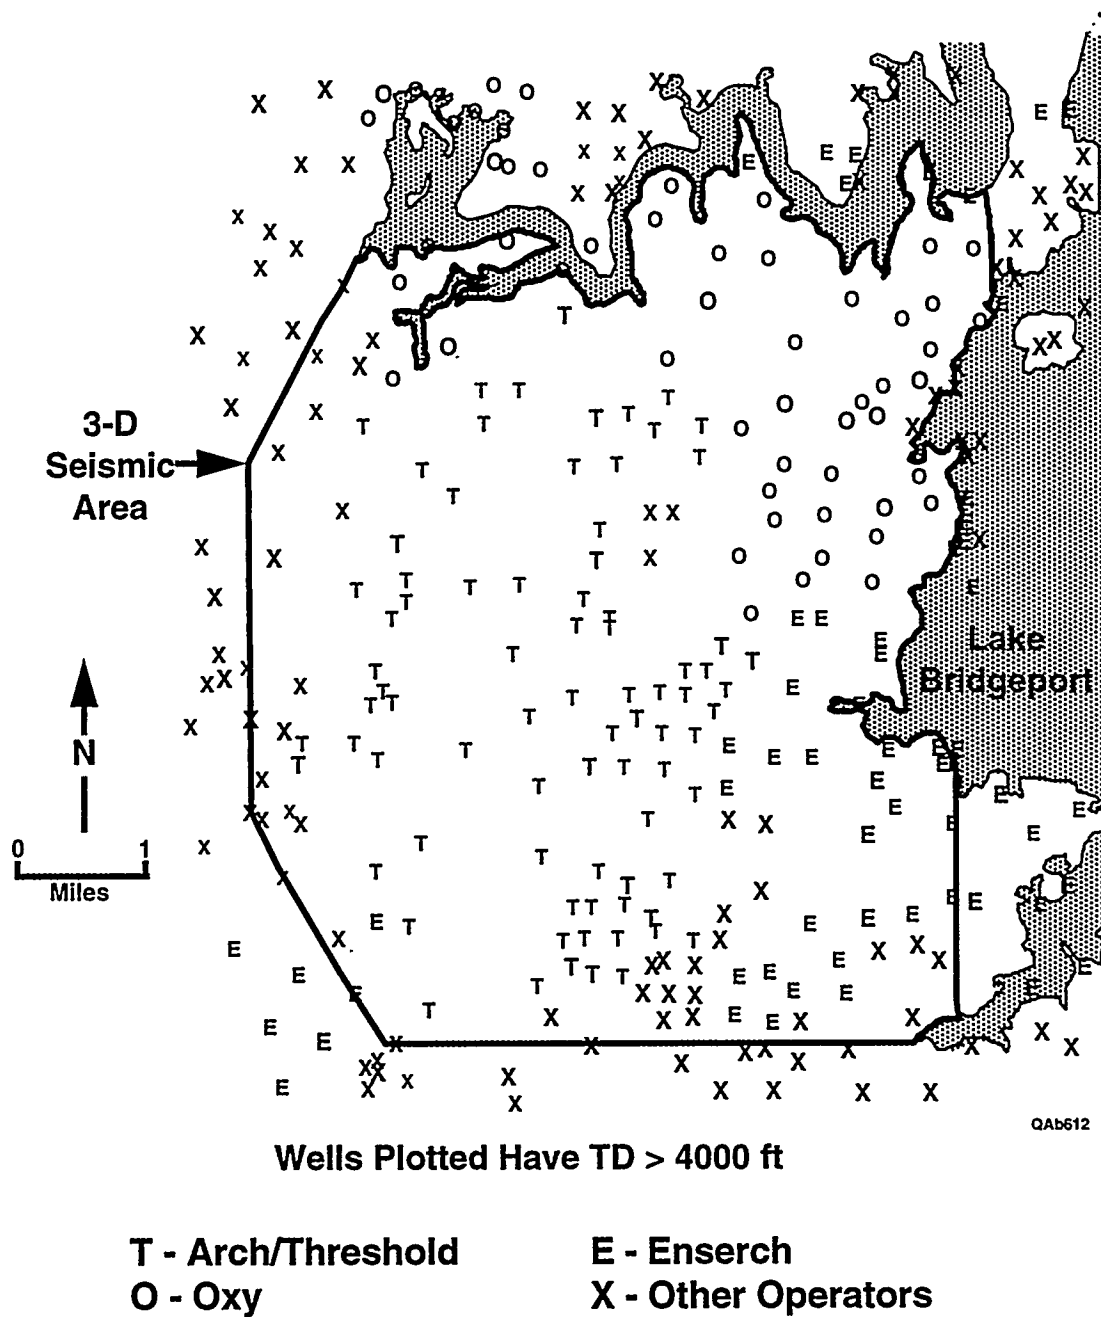 3-D
Seismic
Area
Lake
Bridgeport
N
0 1
Miles
QAb612
Wells Plotted Have TD > 4000 ft
T - Arch/Threshold
E - Enserch
O - Oxy
X - Other Operators